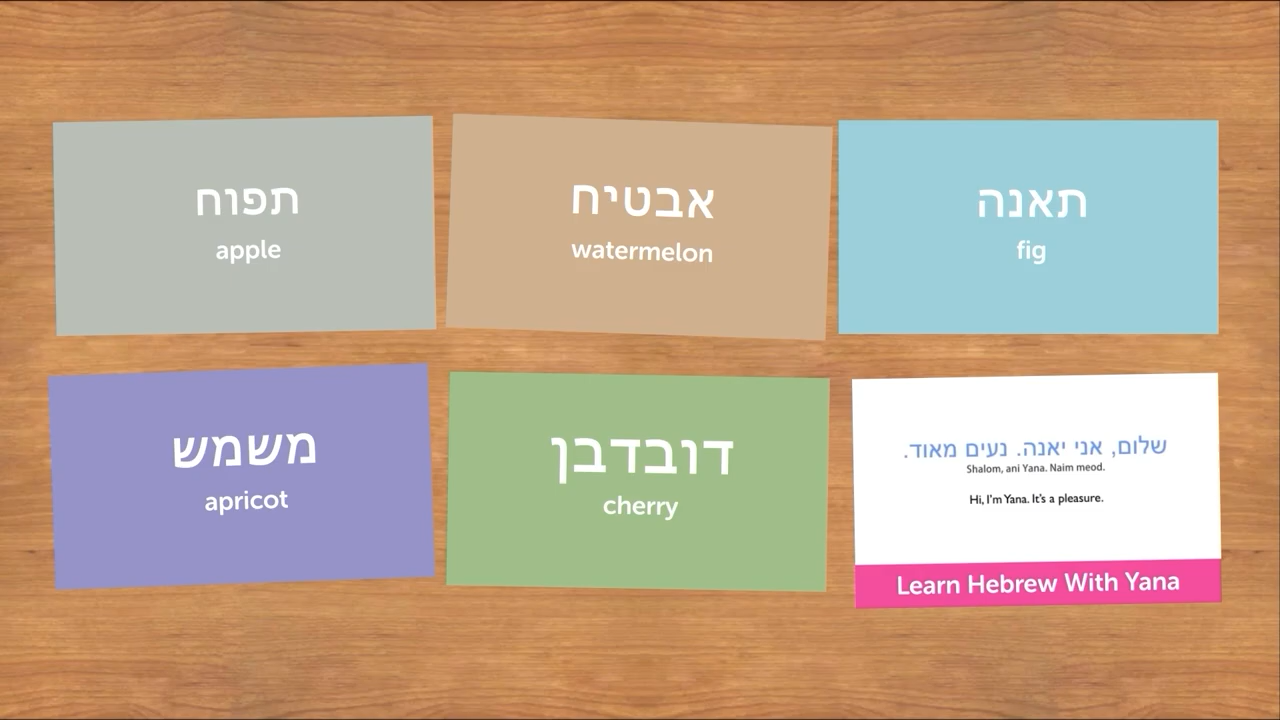 תפוח
apple
אבטיח
watermelon
תאנה
fig
משמש
apricot
דובדבן
cherry
שלום, אני יאנה. נעים מאוד.
Shalom, ani Yana. Naim meod.
Hi, I'm Yana. It's a pleasure.
Learn Hebrew With Yana